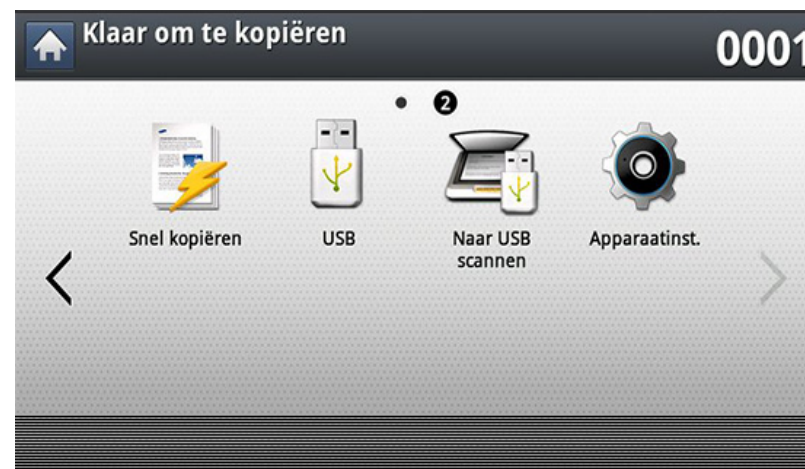 Klaar om te kopiëren
0001
2
Snel kopiëren
USB
Naar USB
scannen
Apparaatinst.